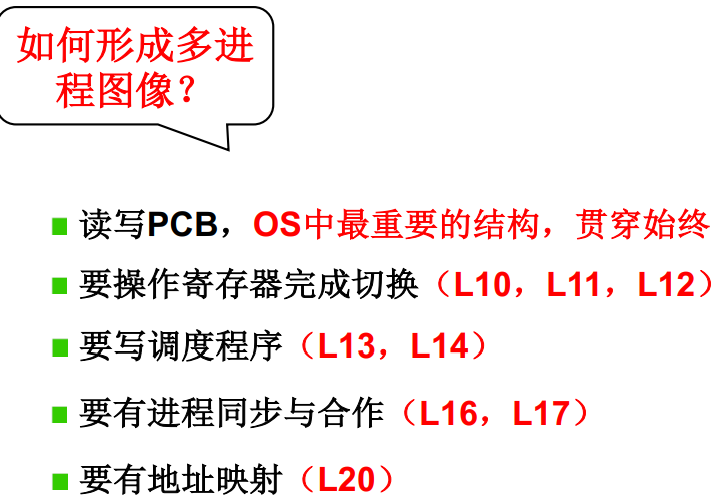 如何形成多进
程图像？
读写PCB，OS中最重要的结构，贯穿始终
要操作寄存器完成切换（L10，L11，L12）
要写调度程序（L13，L14）
要有进程同步与合作（L16，L17）
要有地址映射（L20）